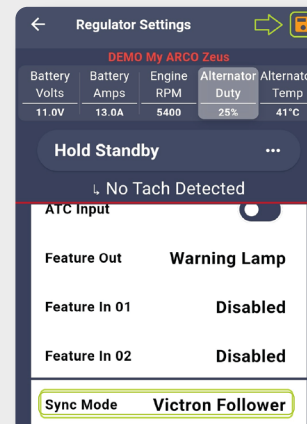 Regulator Settings
DEMO My ARCO Zeus
Battery Volts
Battery Amps
Engine RPM
Alternator Duty
Alternato Temp
11.0V 13.0A 5400 25% 41°C
Hold Standby ...
↳ No Tach Detected
ATC Input
Feature Out Warning Lamp
Feature In 01 Disabled
Feature In 02 Disabled
Sync Mode Victron Follower